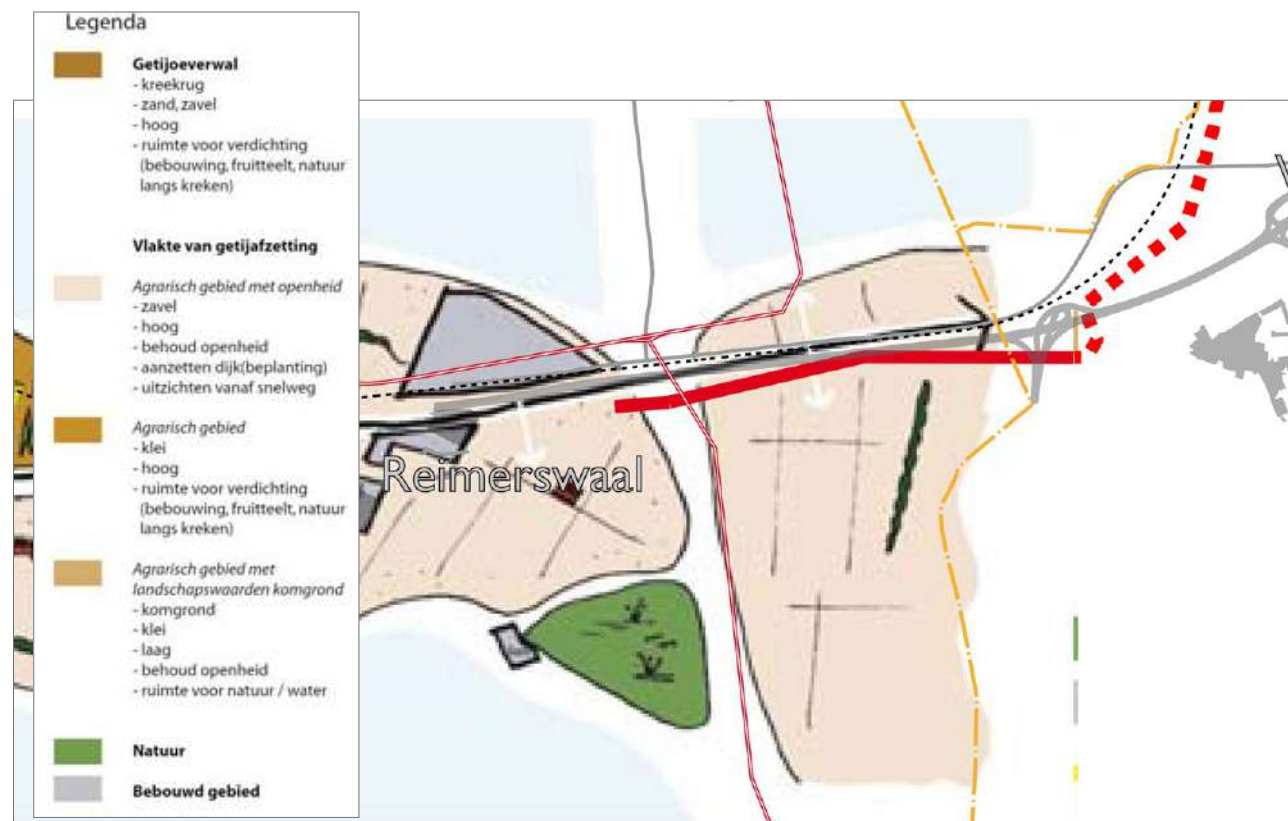 Legenda
Getijoeverwal
- kreekrug
- zand, zavel
- hoog
- ruimte voor verdichting
(bebouwing, fruitteelt, natuur
langs kreken)
Vlakte van getijafzetting
Agrarisch gebied met openheid
- zavel
- hoog
- behoud openheid
- aanzetten dijk(beplanting)
- uitzichten vanaf snelweg
Agrarisch gebied
- klei
- hoog
- ruimte voor verdichting
(bebouwing, fruitteelt, natuur
langs kreken)
Agrarisch gebied met
landschapswaarden komgrond
- komgrond
- klei
- laag
- behoud openheid
- ruimte voor natuur / water
Natuur
Bebouwd gebied
Reimerswaal